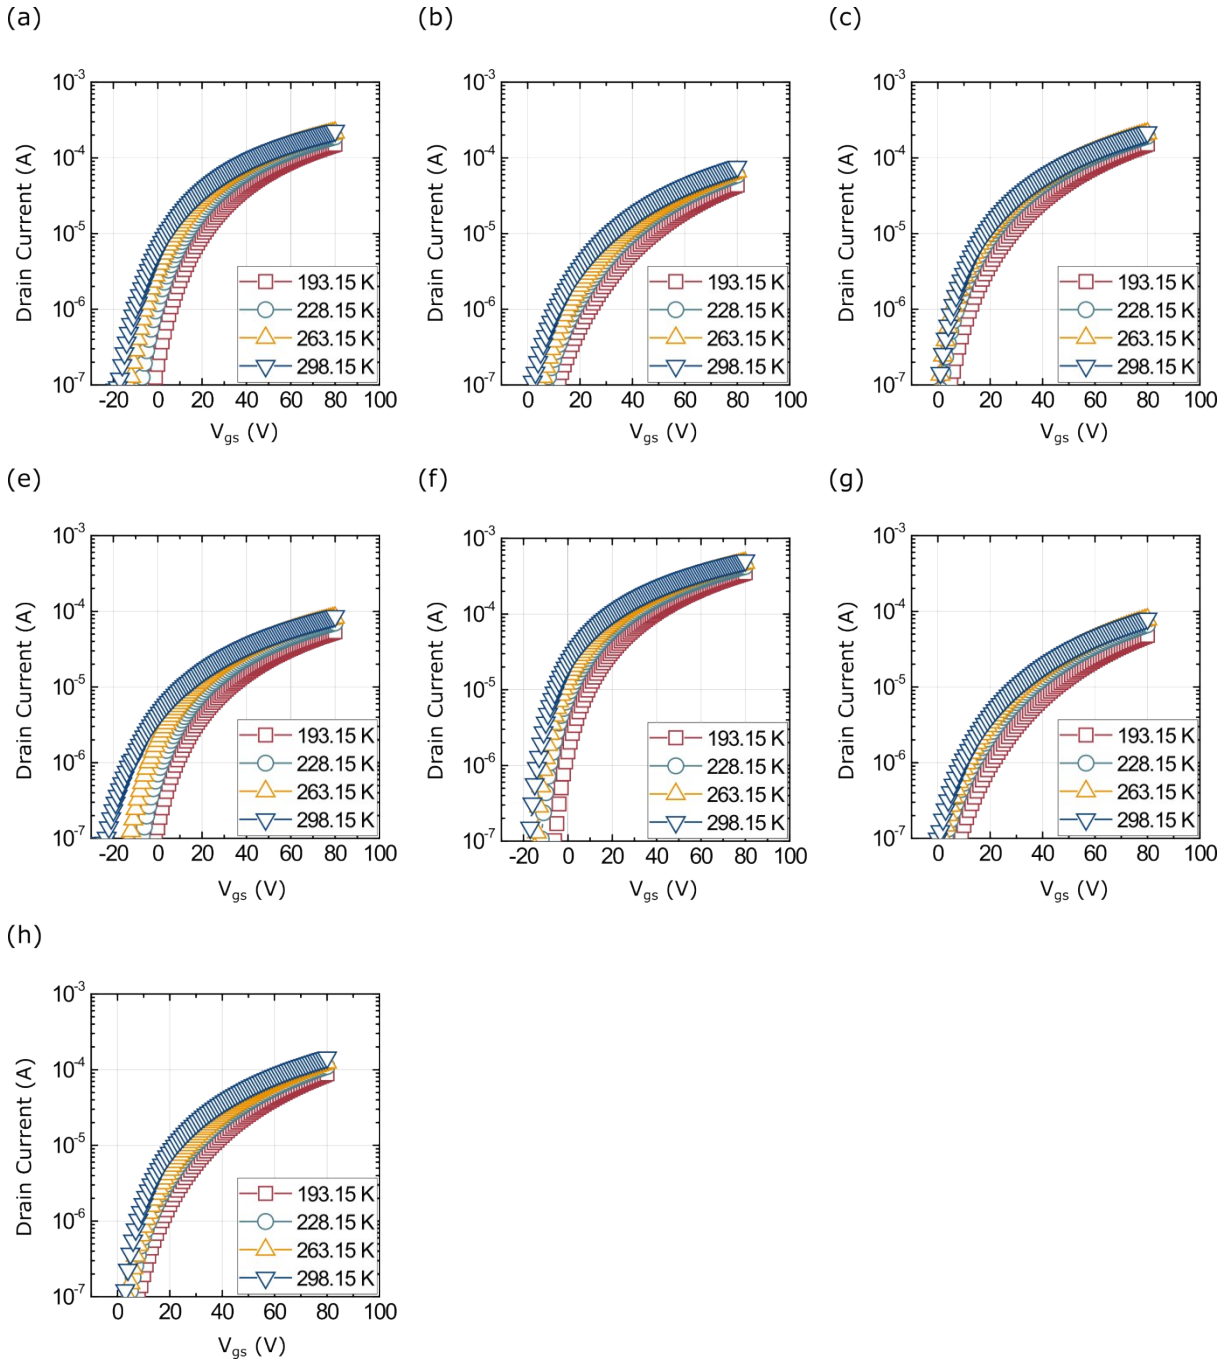 (a)
10-3
10-4
10-5
10-6
10-7
Drain Current (A)
193.15 K
228.15 K
263.15 K
298.15 K
-20 0 20 40 60 80 100
Vgs (V)
(b)
10-3
10-4
10-5
10-6
10-7
Drain Current (A)
193.15 K
228.15 K
263.15 K
298.15 K
0 20 40 60 80 100
Vgs (V)
(c)
10-3
10-4
10-5
10-6
10-7
Drain Current (A)
193.15 K
228.15 K
263.15 K
298.15 K
0 20 40 60 80 100
Vgs (V)
(e)
10-3
10-4
10-5
10-6
10-7
Drain Current (A)
193.15 K
228.15 K
263.15 K
298.15 K
-20 0 20 40 60 80 100
Vgs (V)
(f)
10-3
10-4
10-5
10-6
10-7
Drain Current (A)
193.15 K
228.15 K
263.15 K
298.15 K
-20 0 20 40 60 80 100
Vgs (V)
(g)
10-3
10-4
10-5
10-6
10-7
Drain Current (A)
193.15 K
228.15 K
263.15 K
298.15 K
0 20 40 60 80 100
Vgs (V)
(h)
10-3
10-4
10-5
10-6
10-7
Drain Current (A)
193.15 K
228.15 K
263.15 K
298.15 K
0 20 40 60 80 100
Vgs (V)